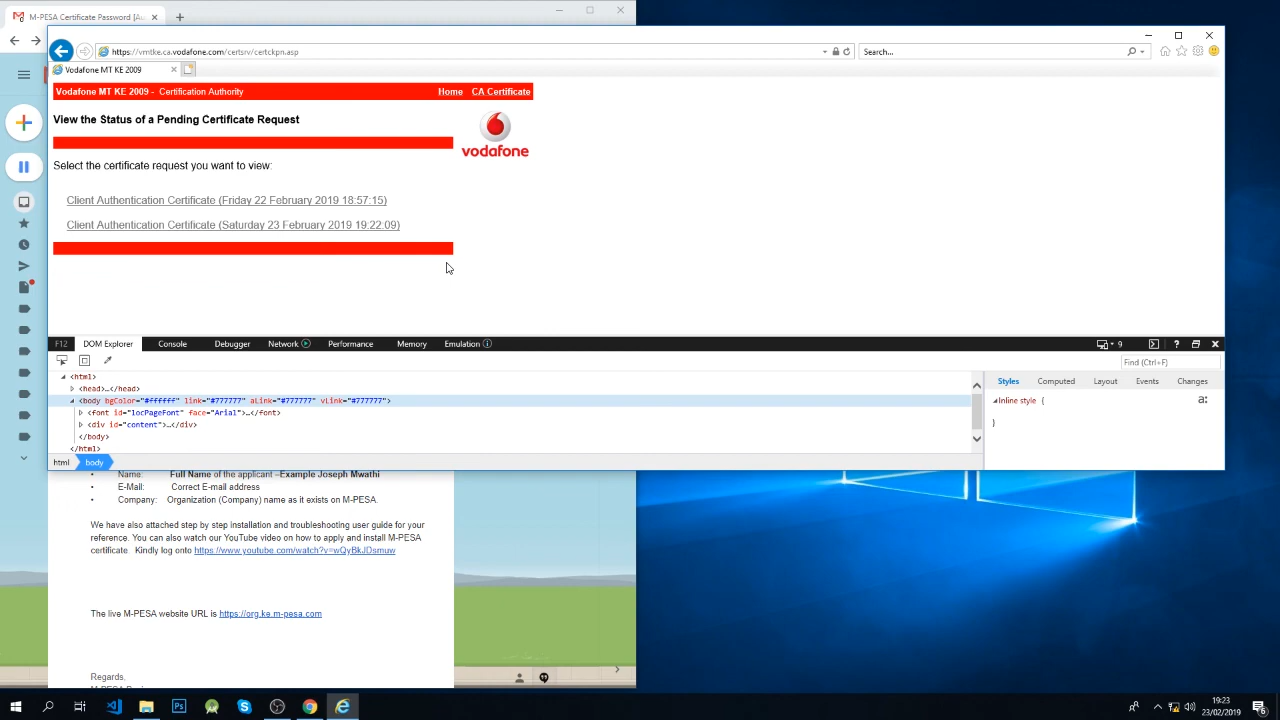 M-PESA Certificate Password [Au
https://vmtke.ca.vodafone.com/certsrv/certckpn.asp
Search...
Vodafone MT KE 2009
Vodafone MT KE 2009 - Certification Authority
Home CA Certificate
View the Status of a Pending Certificate Request
vodafone
Select the certificate request you want to view:
Client Authentication Certificate (Friday 22 February 2019 18:57:15)
Client Authentication Certificate (Saturday 23 February 2019 19:22:09)
F12 DOM Explorer Console Debugger Network Performance Memory Emulation 9
Find (Ctrl+F)
<html>
<head>…</head>
<body bgColor="#ffffff" link="#777777" aLink="#777777" vLink="#777777">
<font id="locPageFont" face="Arial">…</font>
<div id="content">…</div>
</body>
</html>
html body
Styles Computed Layout Events Changes
Inline style {
a:
}
• Name: Full Name of the applicant –Example Joseph Mwathi
• E-Mail: Correct E-mail address
• Company: Organization (Company) name as it exists on M-PESA.
We have also attached step by step installation and troubleshooting user guide for your
reference. You can also watch our YouTube video on how to apply and install M-PESA
certificate Kindly log onto https://www.youtube.com/watch?v=wQyBkJDsmuw
The live M-PESA website URL is https://org.ke.m-pesa.com
Regards,
19:23
23/02/2019
6